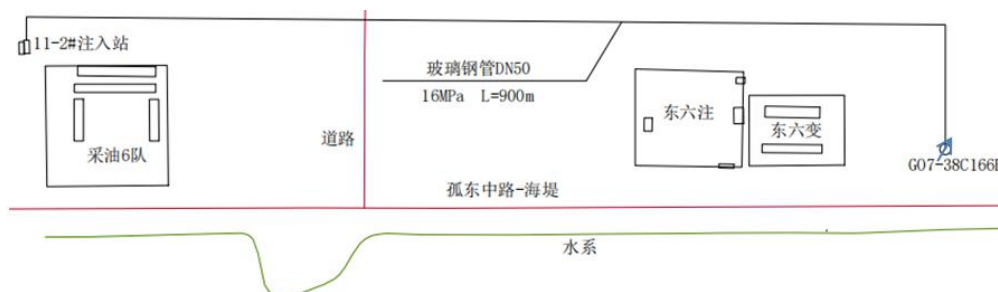 11-2#注入站
玻璃钢管DN50
16MPa L=900m
东六注
东六变
道路
采油6队
GO7-38C166
孤东中路-海堤
水系